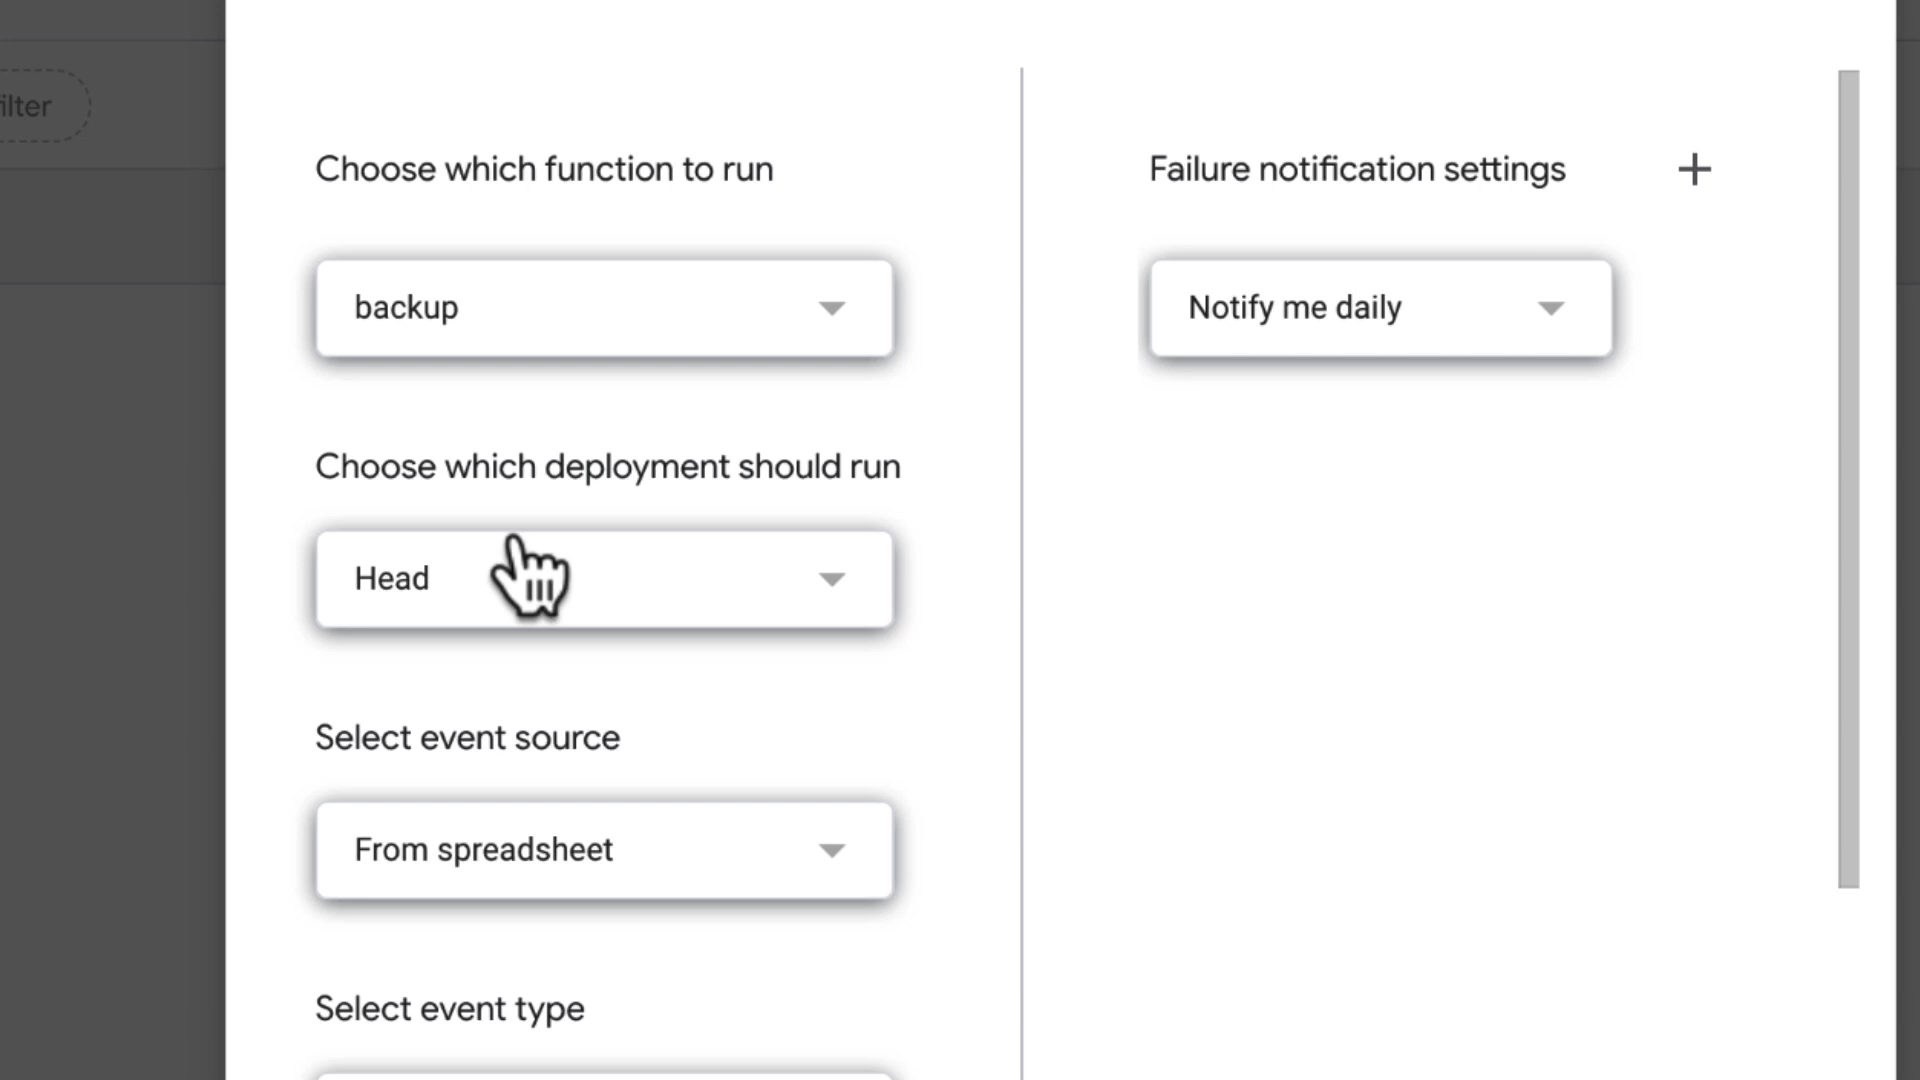 Choose which function to run
backup
Choose which deployment should run
Head
Select event source
From spreadsheet
Select event type
Failure notification settings
Notify me daily